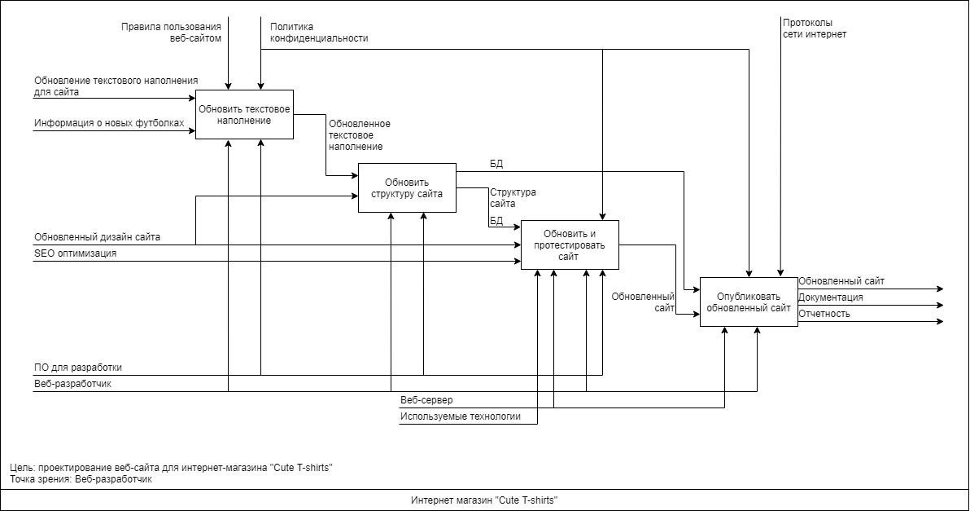 Правила пользования
веб-сайтом
Политика
конфиденциальности
Протоколы
сети интернет
Обновление текстового наполнения
для сайта
Информация о новых футболках
Обновить текстовое
наполнение
Обновленное
текстовое
наполнение
Обновить
структуру сайта
БД
Структура
сайта
БД
Обновленный дизайн сайта
SEO оптимизация
Обновить и
протестировать
сайт
Обновленный
сайт
Опубликовать
обновленный сайт
Обновленный сайт
Документация
Отчетность
ПО для разработки
Веб-разработчик
Веб-сервер
Используемые технологии
Цель: проектирование веб-сайта для интернет-магазина "Cute T-shirts"
Точка зрения: Веб-разработчик
Интернет магазин "Cute T-shirts"